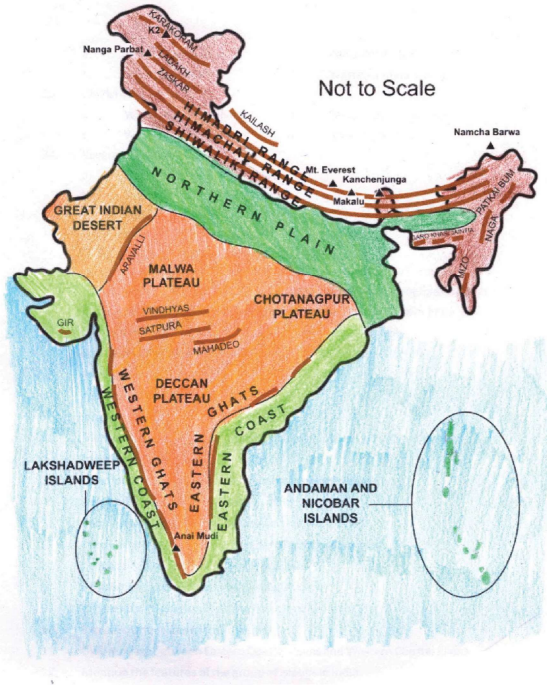 KARAKORAM
K2
Nanga Parbat
LADAKH
ZASKAR
Not to Scale
KAILASH
HIMADRI RANGE
HIMACHAL RANGE
SHIWALIK RANGE
Namcha Barwa
Mt. Everest
Kanchenjunga
Makalu
PATKAI BUM
NAGA
MIZO
NORTHERN PLAIN
GREAT INDIAN
DESERT
ARAVALLI
MALWA
PLATEAU
CHOTANAGPUR
PLATEAU
VINDHYAS
SATPURA
MAHADEO
GIR
DECCAN
PLATEAU
WESTERN GHATS
WESTERN COAST
EASTERN GHATS
EASTERN COAST
LAKSHADWEEP
ISLANDS
ANDAMAN AND
NICOBAR
ISLANDS
Anai Mudi